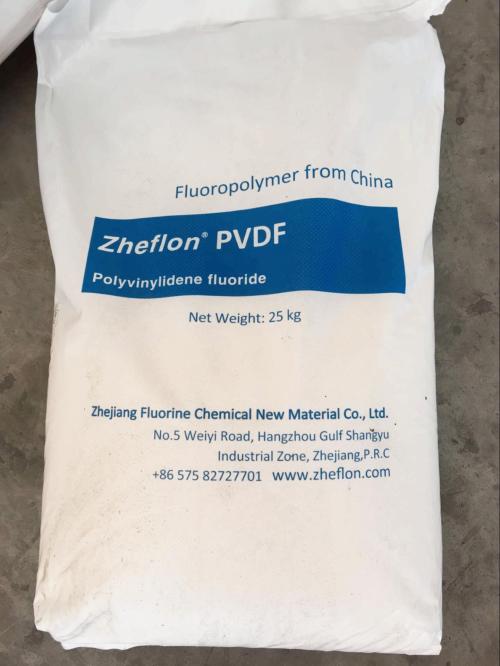 Fluoropolymer from China
Zheflon® PVDF
Polyvinylidene fluoride
Net Weight: 25 kg
Zhejiang Fluorine Chemical New Material Co., Ltd.
No.5 Weiyi Road, Hangzhou Gulf Shangyu
Industrial Zone, Zhejiang,P.R.C
+86 575 82727701 www.zheflon.com